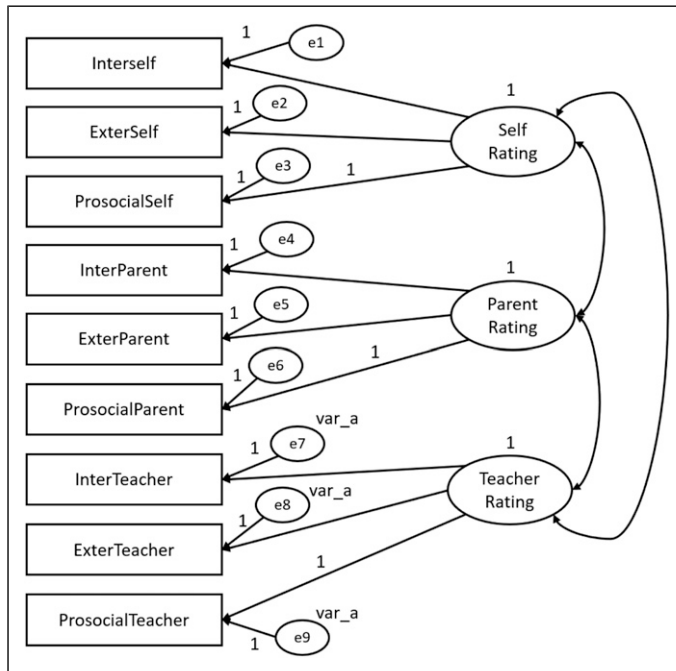 1
e1
Interself
1
e2
1
ExterSelf
Self
Rating
e3
1
1
ProsocialSelf
1
e4
InterParent
1
e5
1
Parent
Rating
ExterParent
e6
1
1
ProsocialParent
var_a
e7
1
1
InterTeacher
Teacher
Rating
var_a
e8
1
ExterTeacher
1
ProsocialTeacher
var_a
e9
1